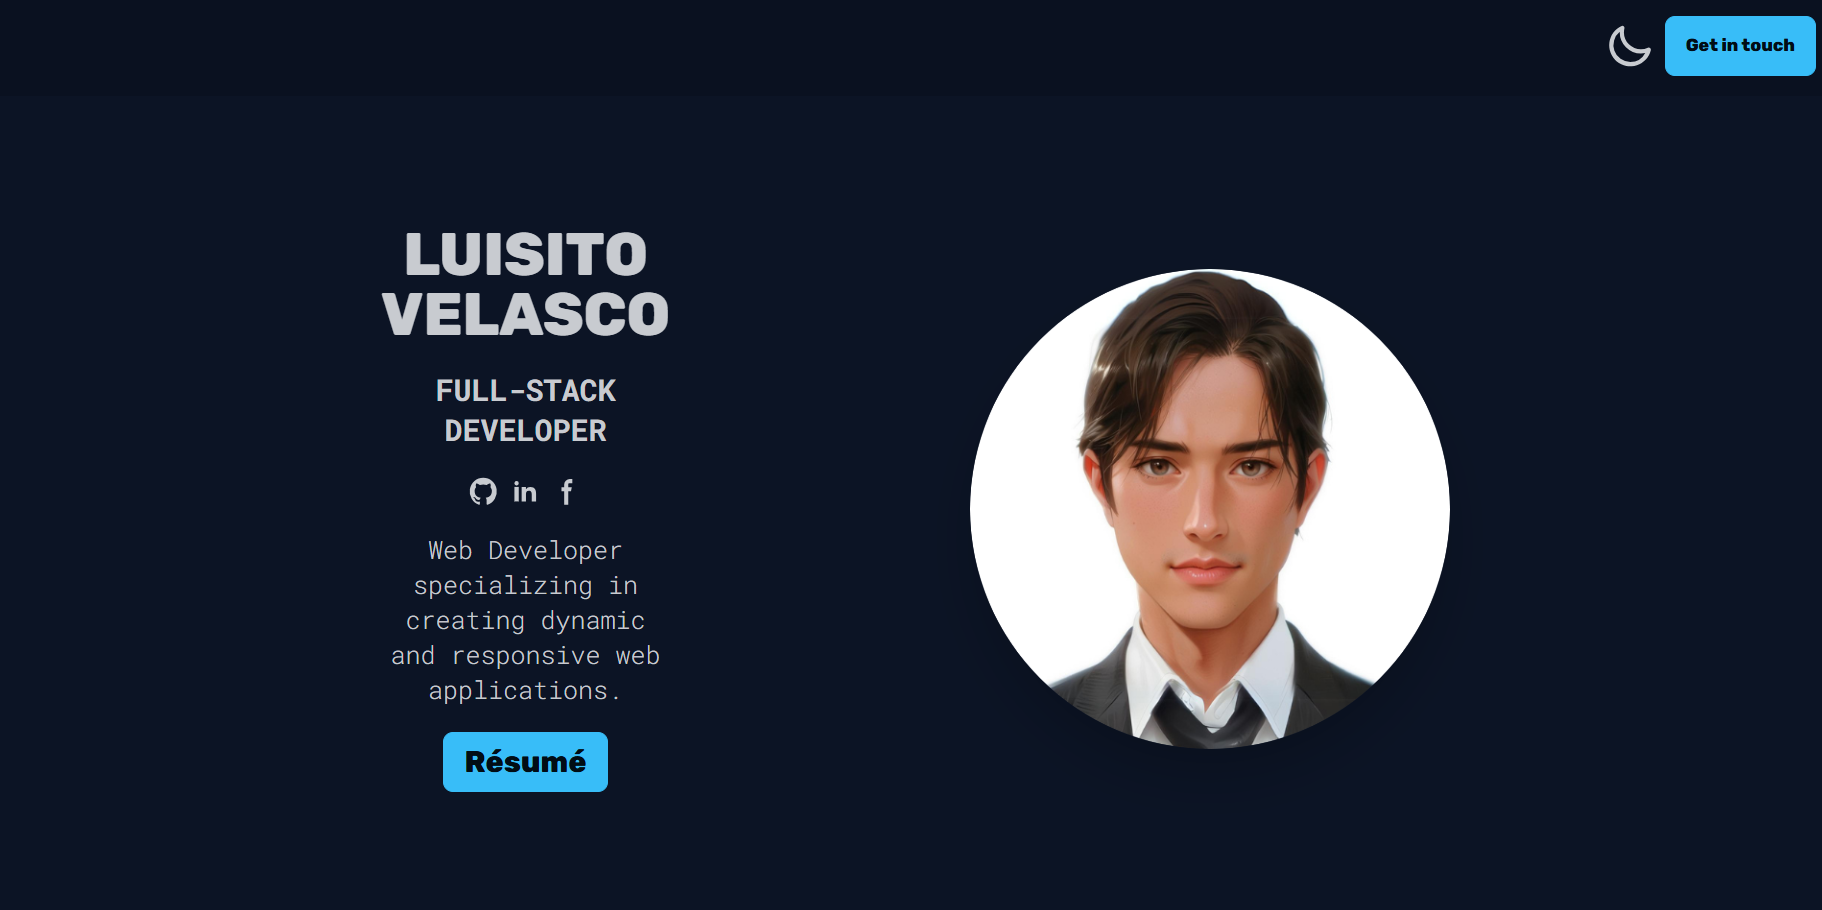 Get in touch
LUISITO
VELASCO
FULL-STACK
DEVELOPER
in
f
Web Developer
specializing in
creating dynamic
and responsive web
applications.
Résumé